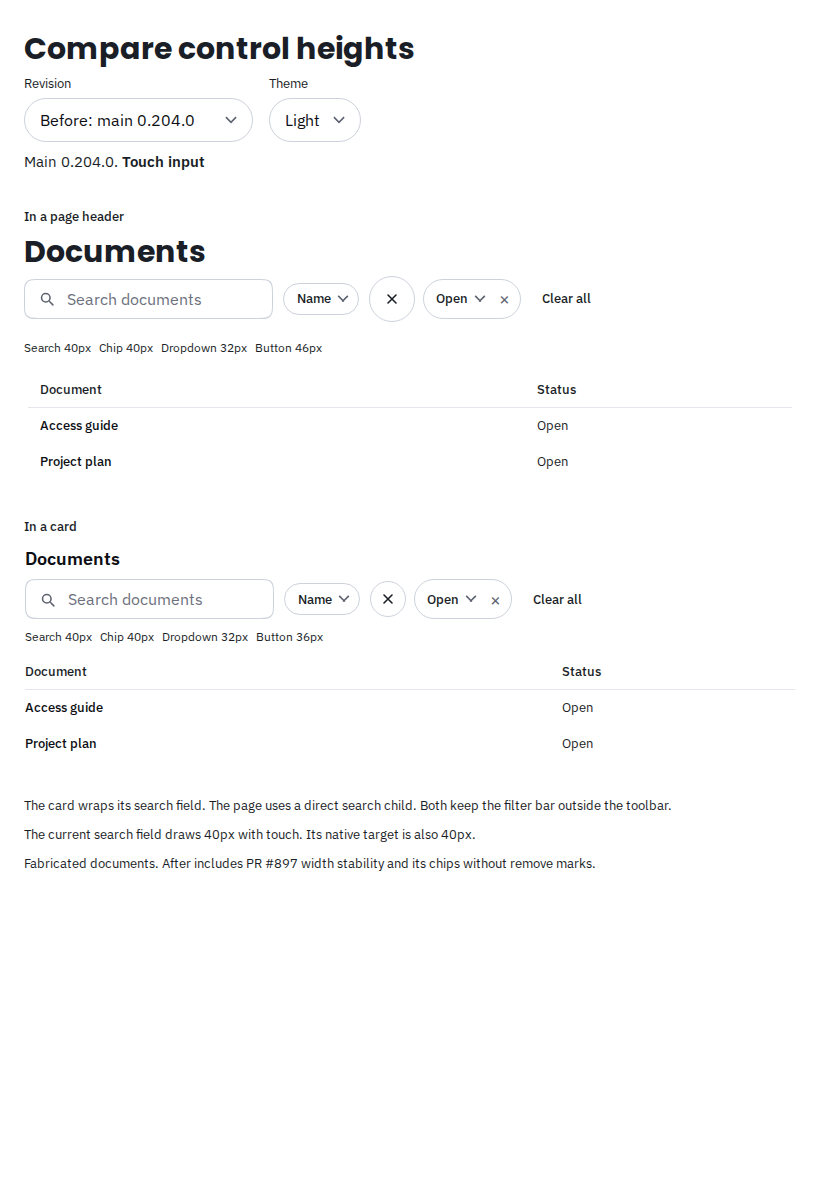 Compare control heights
Revision
Theme
Before: main 0.204.0
Light
Main 0.204.0. Touch input
In a page header
Documents
Search documents
Name
Open
Clear all
Search 40px Chip 40px Dropdown 32px Button 46px
Document Status
Access guide Open
Project plan Open
In a card
Documents
Search documents
Name
Open
Clear all
Search 40px Chip 40px Dropdown 32px Button 36px
Document Status
Access guide Open
Project plan Open
The card wraps its search field. The page uses a direct search child. Both keep the filter bar outside the toolbar.
The current search field draws 40px with touch. Its native target is also 40px.
Fabricated documents. After includes PR #897 width stability and its chips without remove marks.